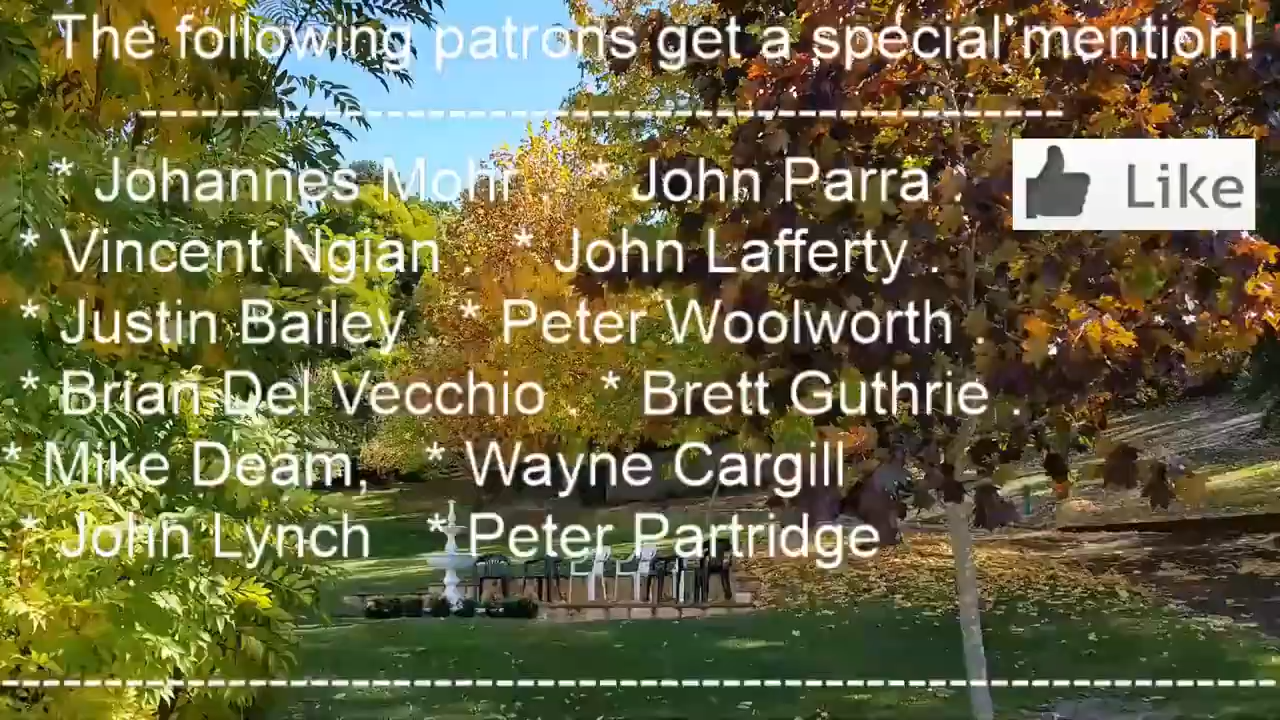 The following patrons get a special mention!
--------------------------------------------
* Johannes Mohr , * John Parra .
Like
* Vincent Ngian . * John Lafferty .
* Justin Bailey . * Peter Woolworth .
* Brian Del Vecchio . * Brett Guthrie .
* Mike Deam, * Wayne Cargill
* John Lynch * Peter Partridge
------------------------------------------------------------